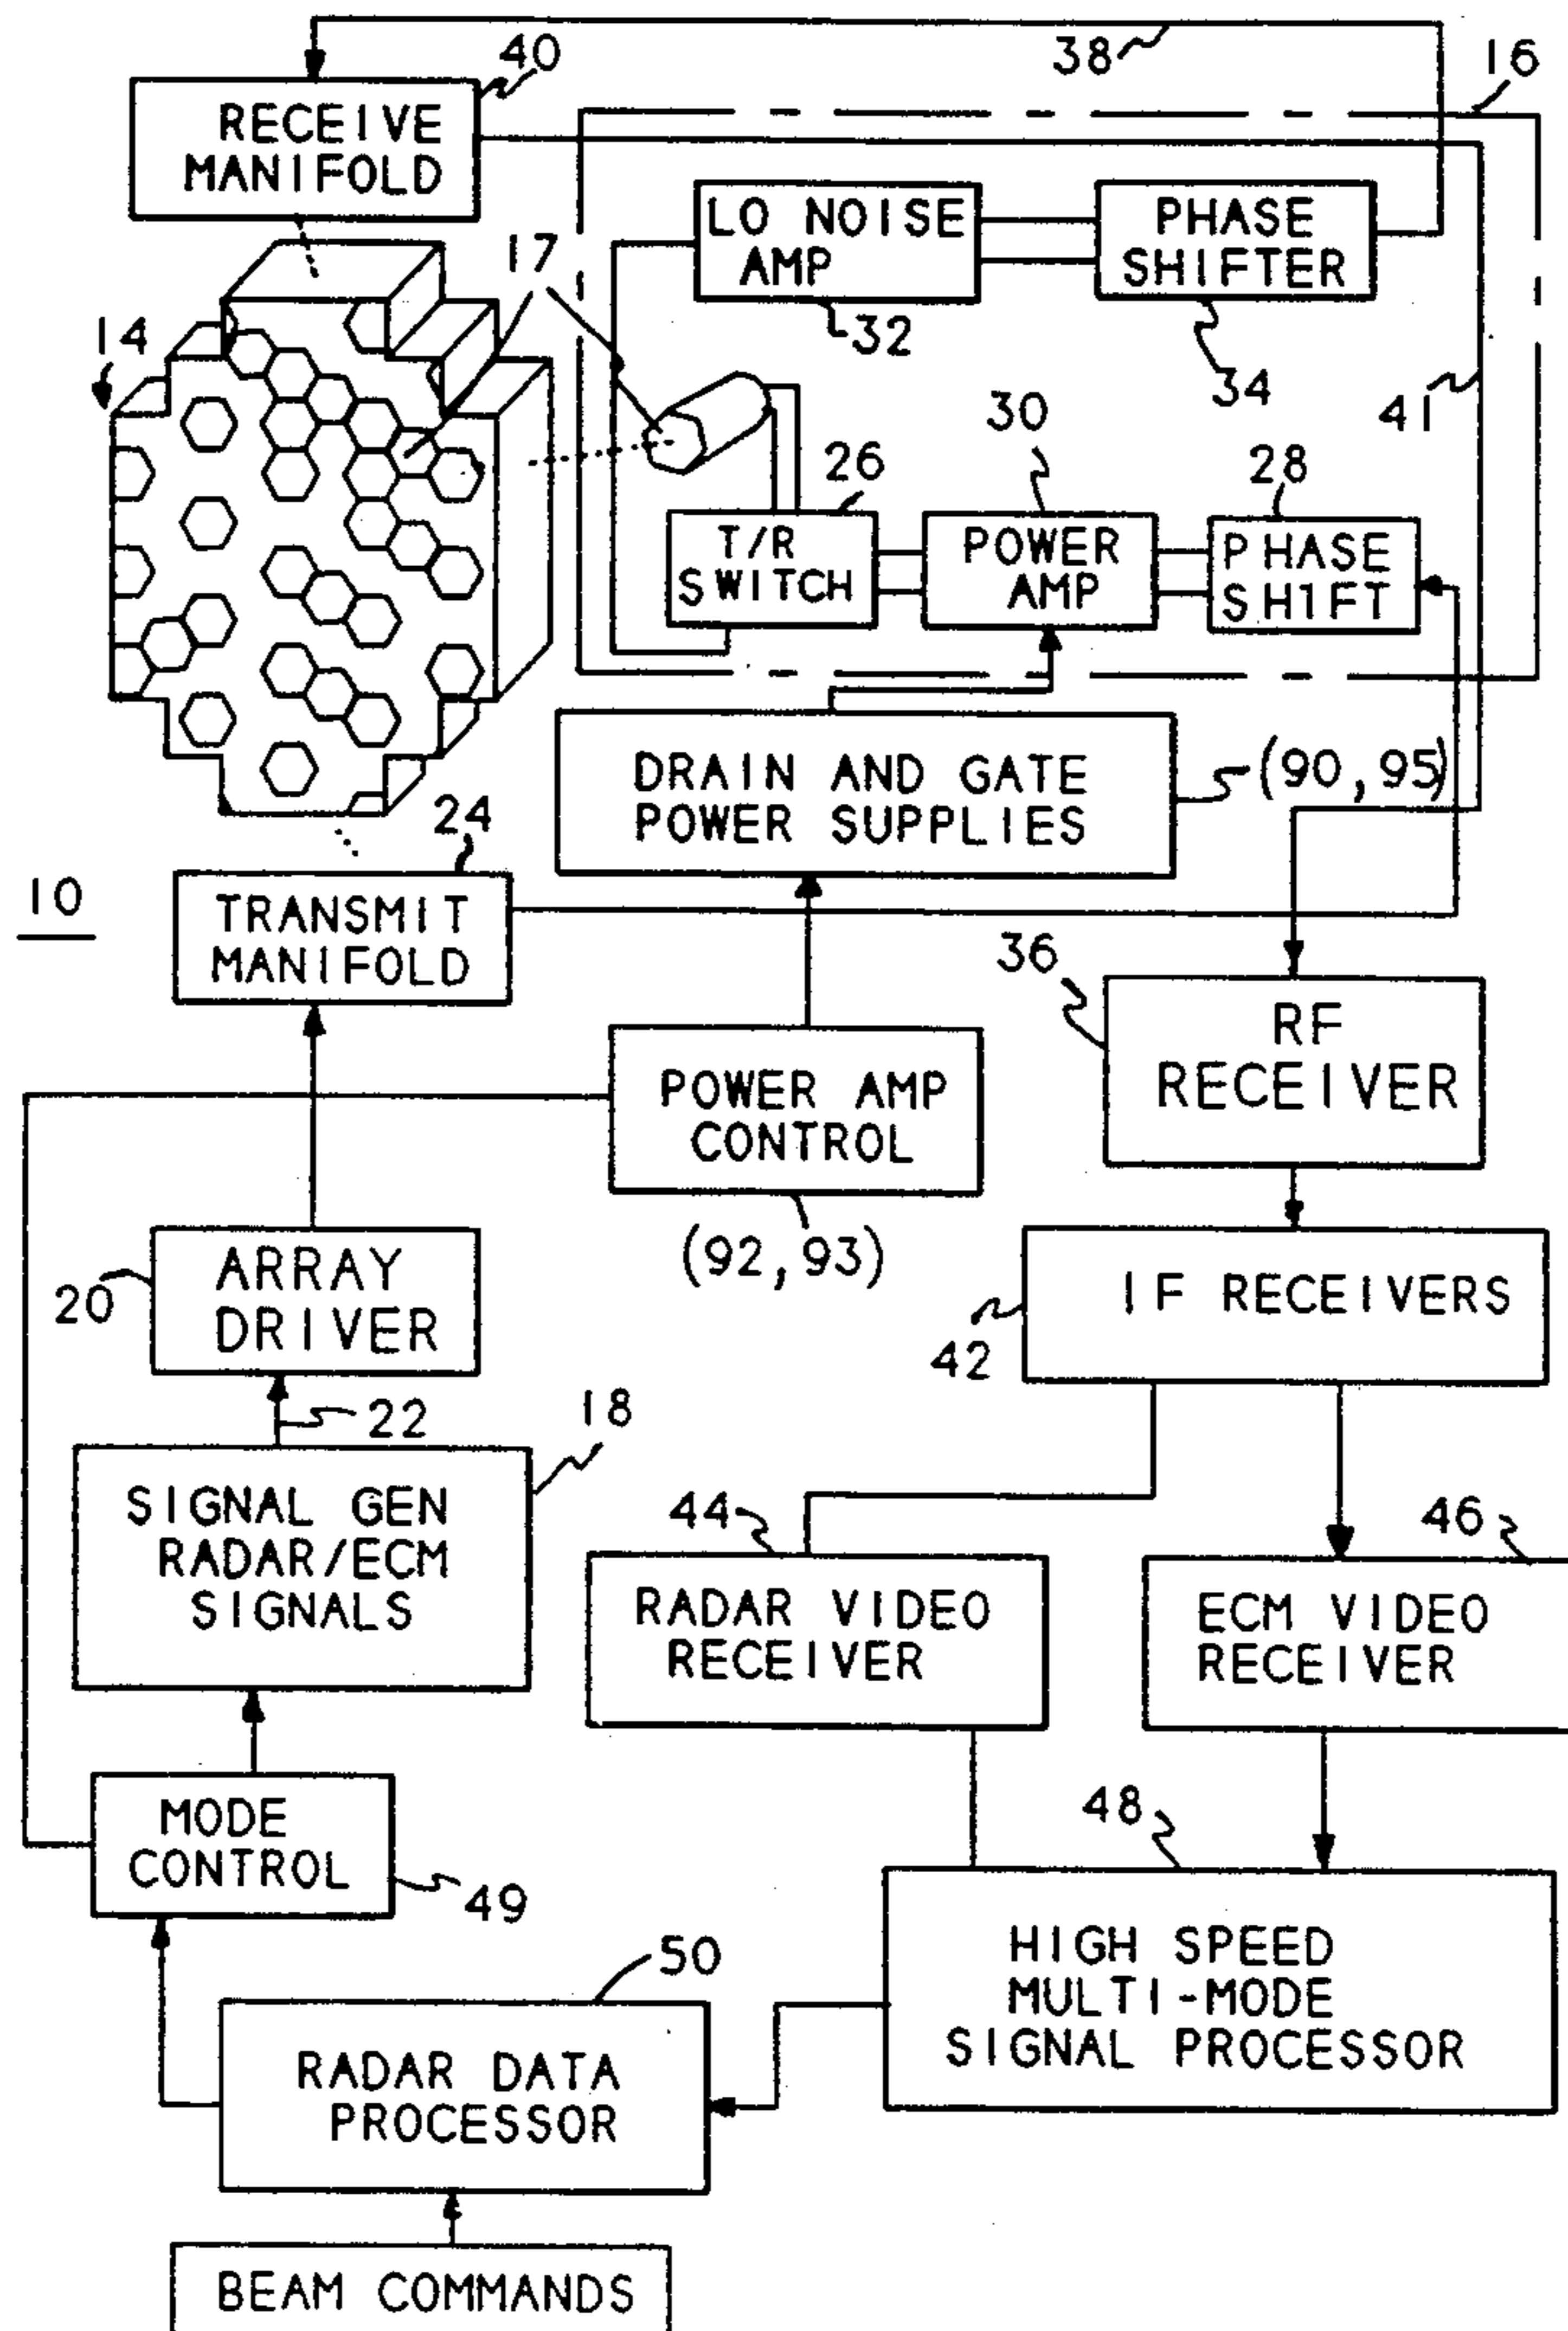 38
16
40
RECEIVE
MANIFOLD
LO NOISE
AMP
32
PHASE
SHIFTER
34
17
14
41
30
26
28
T/R
SWITCH
POWER
AMP
PHASE
SHIFT
DRAIN AND GATE
POWER SUPPLIES
(90,95)
24
10
TRANSMIT
MANIFOLD
36
RF
RECEIVER
POWER AMP
CONTROL
(92,93)
20
ARRAY
DRIVER
IF RECEIVERS
42
22
18
SIGNAL GEN
RADAR/ECM
SIGNALS
44
RADAR VIDEO
RECEIVER
46
ECM VIDEO
RECEIVER
MODE
CONTROL
49
48
HIGH SPEED
MULTI-MODE
SIGNAL PROCESSOR
50
RADAR DATA
PROCESSOR
BEAM COMMANDS